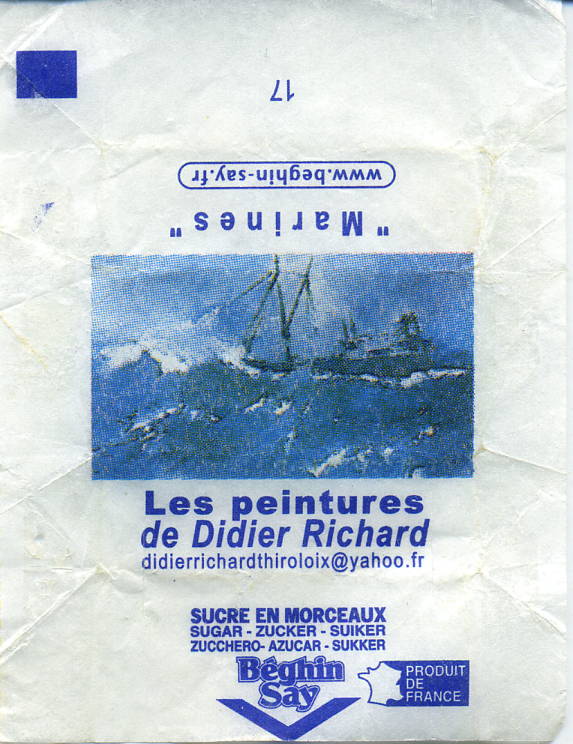 17
www.beghin-say.fr
" Marines "
Les peintures
de Didier Richard
didierrichardthiroloix@yahoo.fr
SUCRE EN MORCEAUX
SUGAR - ZUCKER - SUIKER
ZUCCHERO- AZUCAR - SUKKER
Béghin
Say
PRODUIT
DE
FRANCE